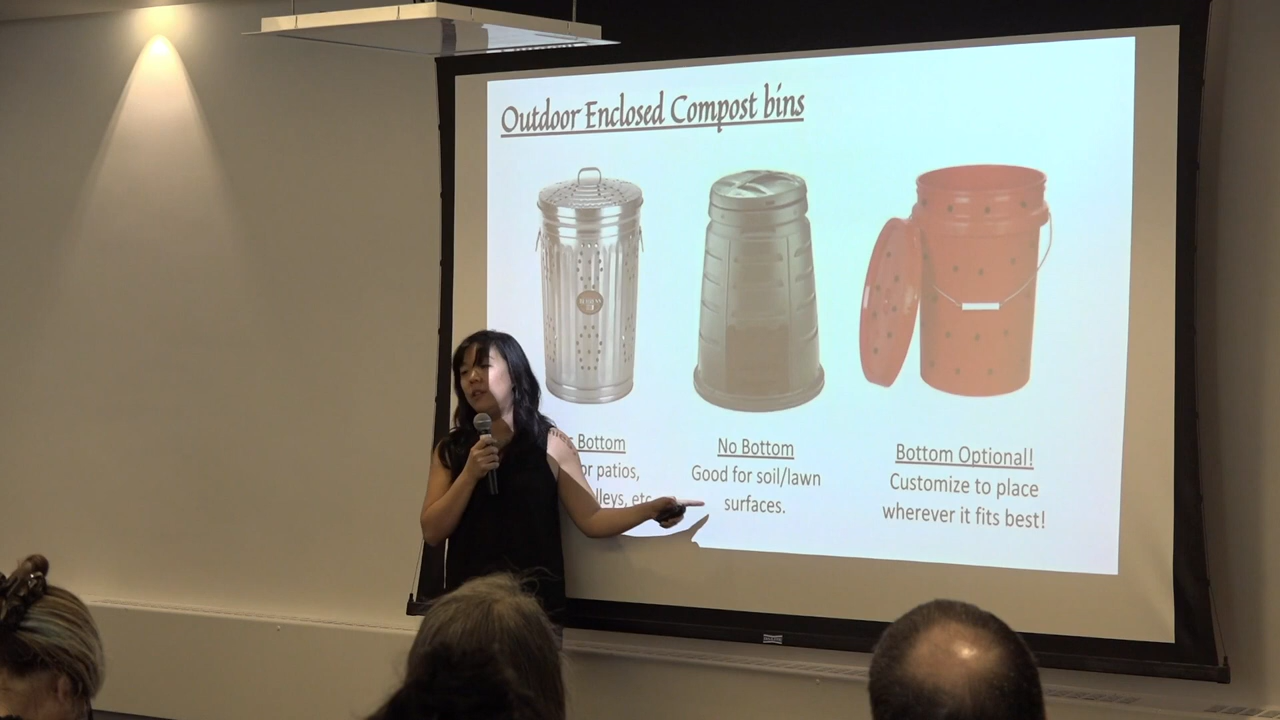 Outdoor Enclosed Compost bins
Bottom
or patios,
lleys, etc
No Bottom
Good for soil/lawn
surfaces.
Bottom Optional!
Customize to place
wherever it fits best!